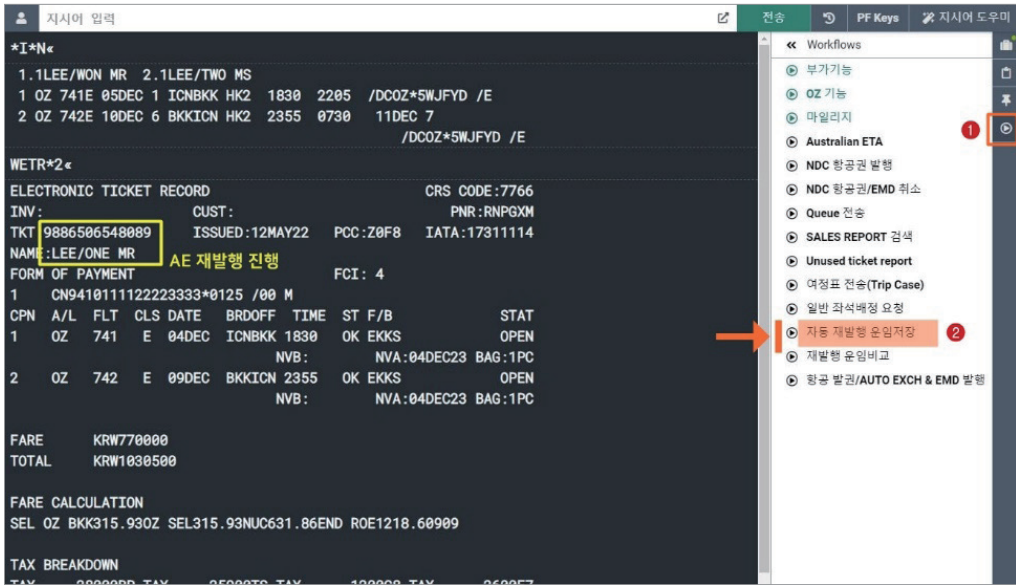 지시어 입력
전송 PF Keys 지시어 도우미
*I*N«
1.1LEE/WON MR 2.1LEE/TWO MS
1 OZ 741E 05DEC 1 ICNBKK HK2 1830 2205 /DCOZ*5WJFYD /E
2 OZ 742E 10DEC 6 BKKICN HK2 2355 0730 11DEC 7
/DCOZ*5WJFYD /E
WETR*2«
ELECTRONIC TICKET RECORD CRS CODE:7766
INV: CUST: PNR:RNPGXM
TKT 9886506548089 ISSUED:12MAY22 PCC:Z0F8 IATA:17311114
NAME:LEE/ONE MR
AE 재발행 진행
FORM OF PAYMENT FCI: 4
1 CN9410111122223333*0125 /00 M
CPN A/L FLT CLS DATE BRDOFF TIME ST F/B STAT
1 OZ 741 E 04DEC ICNBKK 1830 OK EKKS OPEN
NVB: NVA:04DEC23 BAG:1PC
2 OZ 742 E 09DEC BKKICN 2355 OK EKKS OPEN
NVB: NVA:04DEC23 BAG:1PC
FARE KRW770000
TOTAL KRW1030500
FARE CALCULATION
SEL OZ BKK315.93OZ SEL315.93NUC631.86END ROE1218.60909
TAX BREAKDOWN
« Workflows
부가기능
OZ 기능
마일리지
1
Australian ETA
NDC 항공권 발행
NDC 항공권/EMD 취소
Queue 전송
SALES REPORT 검색
Unused ticket report
여정표 전송(Trip Case)
일반 좌석배정 요청
자동 재발행 운임저장 2
재발행 운임비교
항공 발권/AUTO EXCH & EMD 발행